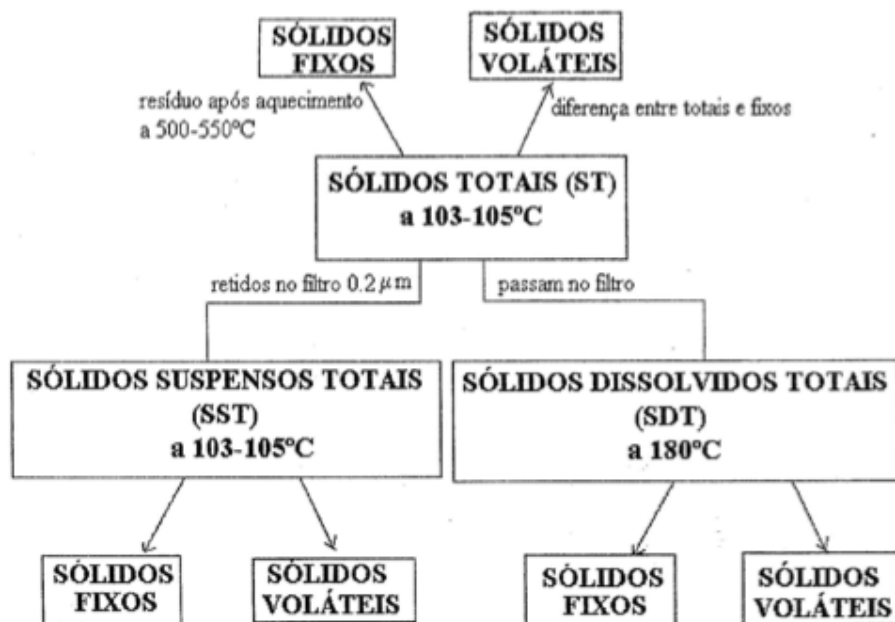 SÓLIDOS
FIXOS
SÓLIDOS
VOLÁTEIS
resíduo após aquecimento
a 500-550ºC
diferença entre totais e fixos
SÓLIDOS TOTAIS (ST)
a 103-105ºC
retidos no filtro 0.2 μm
passam no filtro
SÓLIDOS SUSPENSOS TOTAIS
(SST)
a 103-105ºC
SÓLIDOS DISSOLVIDOS TOTAIS
(SDT)
a 180ºC
SÓLIDOS
FIXOS
SÓLIDOS
VOLÁTEIS
SÓLIDOS
FIXOS
SÓLIDOS
VOLÁTEIS